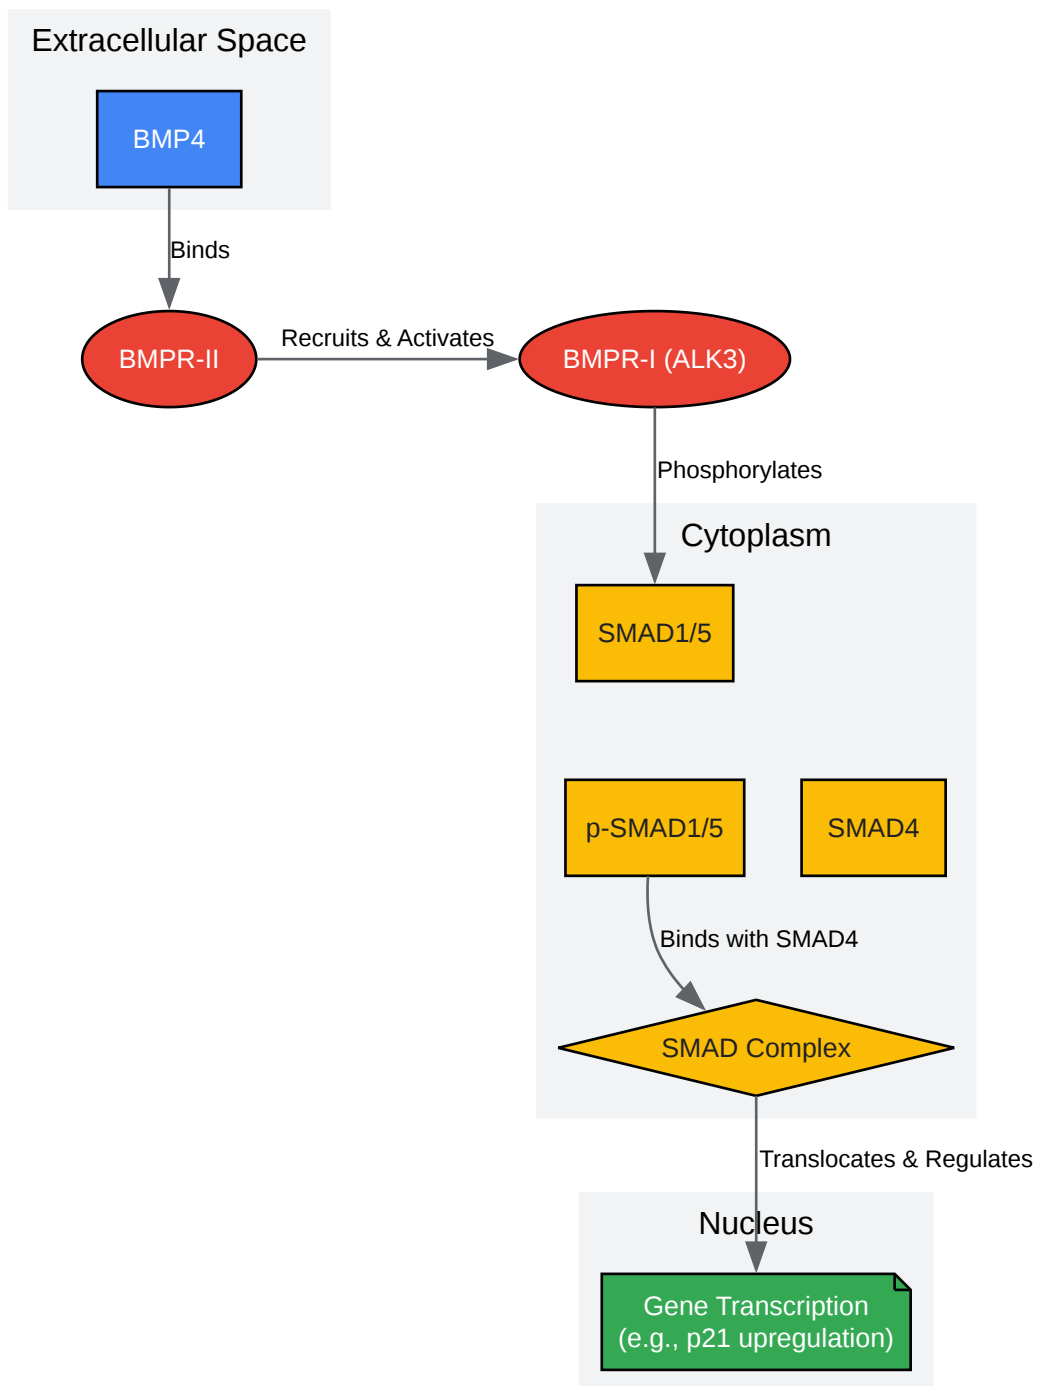 Extracellular Space
BMP4
Binds
BMPR-II
Recruits & Activates
BMPR-I (ALK3)
Phosphorylates
Cytoplasm
SMAD1/5
p-SMAD1/5
SMAD4
Binds with SMAD4
SMAD Complex
Translocates & Regulates
Nucleus
Gene Transcription
(e.g., p21 upregulation)